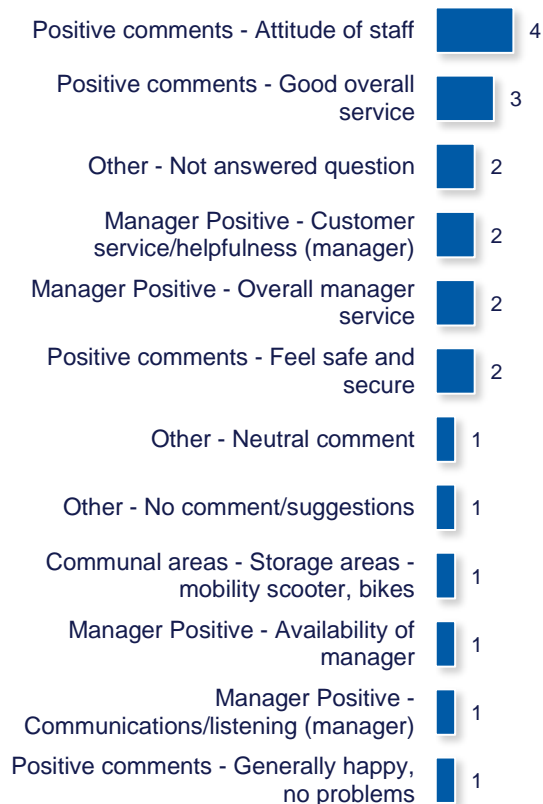 Positive comments - Attitude of staff 4
Positive comments - Good overall
service 3
Other - Not answered question 2
Manager Positive - Customer
service/helpfulness (manager) 2
Manager Positive - Overall manager
service 2
Positive comments - Feel safe and
secure 2
Other - Neutral comment 1
Other - No comment/suggestions 1
Communal areas - Storage areas -
mobility scooter, bikes 1
Manager Positive - Availability of
manager 1
Manager Positive -
Communications/listening (manager) 1
Positive comments - Generally happy,
no problems 1